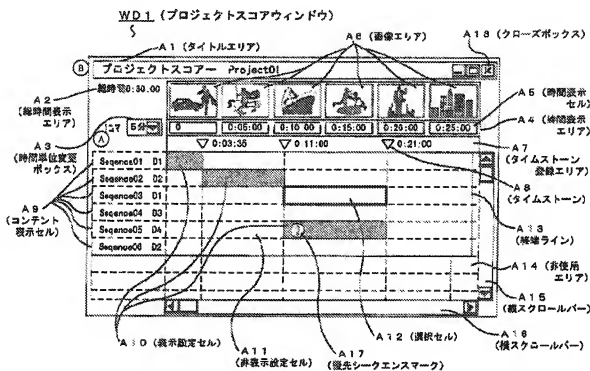 WD1 (プロジェクトスコアウィンドウ)
A1 (タイトルエリア)
A6 (画像エリア)
A18 (クローズボックス)
B プロジェクトスコアー Project01
A2
(総時間表示
エリア)
総時間0:30.00
A5 (時間表示
セル)
A4 (時間表示
エリア)
0 0:05:00 0:10:00 0:15:00 0:20:00 0:25:00
A3
(時間単位変更
ボックス)
5分
A
▽0:03:35 ▽0 11:00 ▽0:21:00
A7
(タイムストーン
登録エリア)
A8
(タイムストーン)
A9
(コンテント
表示セル)
Seqence01 D1
Seqence02 D2
Seqence03 D1
Seqence04 D3
Seqence05 D4
Seqence06 D2
A13
(終端ライン)
A14 (非使用
エリア)
A15
(縦スクロールバー)
A16
(横スクロールバー)
A12 (選択セル)
A10 (表示設定セル)
A11
(非表示設定セル)
A17
(優先シークエンスマーク)